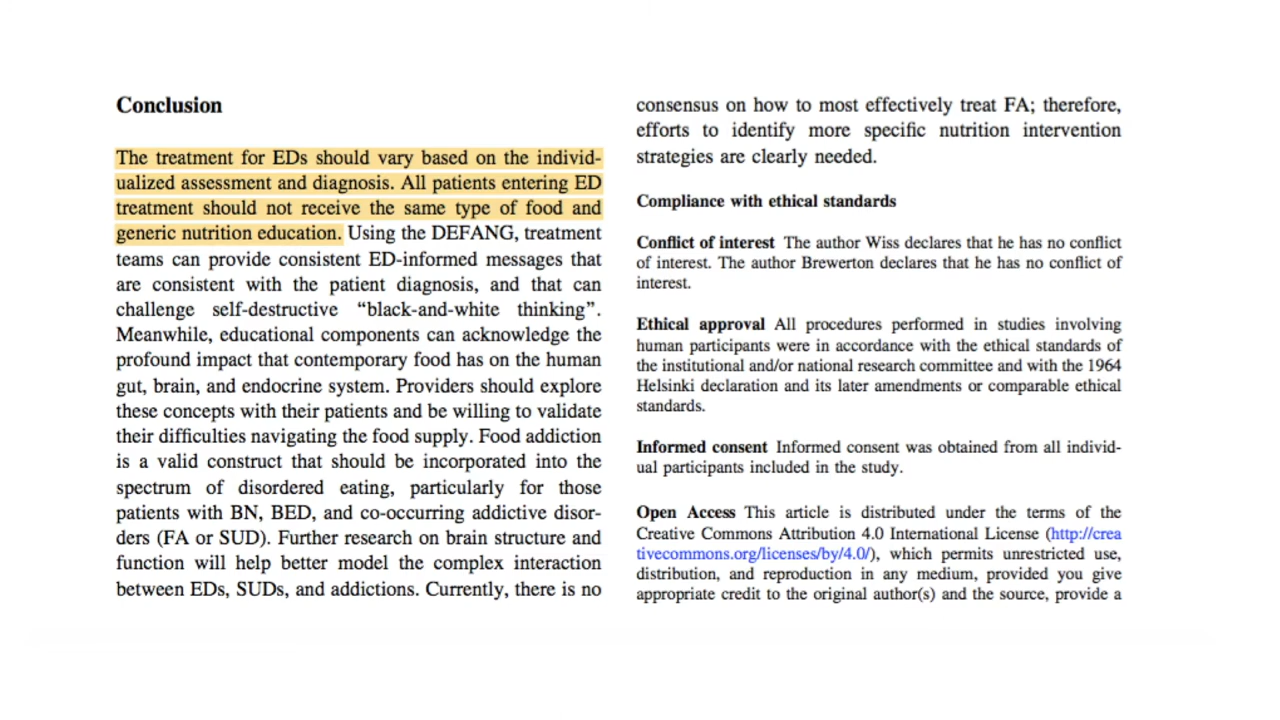 Conclusion
The treatment for EDs should vary based on the individ-
ualized assessment and diagnosis. All patients entering ED
treatment should not receive the same type of food and
generic nutrition education. Using the DEFANG, treatment
teams can provide consistent ED-informed messages that
are consistent with the patient diagnosis, and that can
challenge self-destructive “black-and-white thinking”.
Meanwhile, educational components can acknowledge the
profound impact that contemporary food has on the human
gut, brain, and endocrine system. Providers should explore
these concepts with their patients and be willing to validate
their difficulties navigating the food supply. Food addiction
is a valid construct that should be incorporated into the
spectrum of disordered eating, particularly for those
patients with BN, BED, and co-occurring addictive disor-
ders (FA or SUD). Further research on brain structure and
function will help better model the complex interaction
between EDs, SUDs, and addictions. Currently, there is no
consensus on how to most effectively treat FA; therefore,
efforts to identify more specific nutrition intervention
strategies are clearly needed.
Compliance with ethical standards
Conflict of interest The author Wiss declares that he has no conflict
of interest. The author Brewerton declares that he has no conflict of
interest.
Ethical approval All procedures performed in studies involving
human participants were in accordance with the ethical standards of
the institutional and/or national research committee and with the 1964
Helsinki declaration and its later amendments or comparable ethical
standards.
Informed consent Informed consent was obtained from all individ-
ual participants included in the study.
Open Access This article is distributed under the terms of the
Creative Commons Attribution 4.0 International License (http://crea
tivecommons.org/licenses/by/4.0/), which permits unrestricted use,
distribution, and reproduction in any medium, provided you give
appropriate credit to the original author(s) and the source, provide a